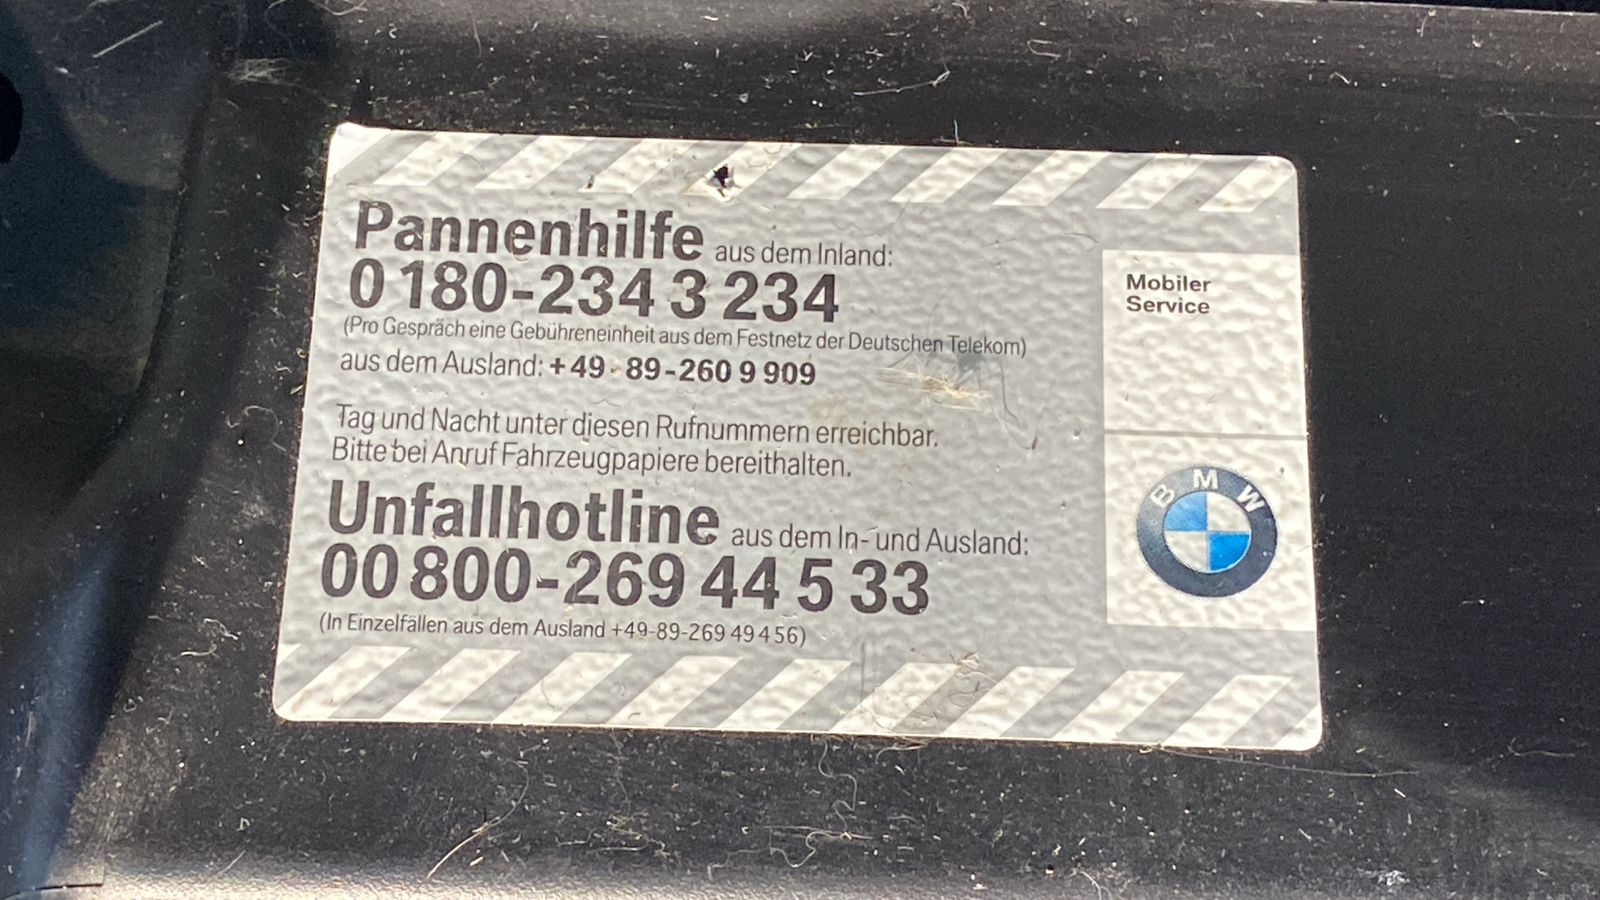 Pannenhilfe aus dem Inland:
0 180-234 3 234
(Pro Gespräch eine Gebühreneinheit aus dem Festnetz der Deutschen Telekom)
aus dem Ausland: +49 - 89 - 260 9 909
Tag und Nacht unter diesen Rufnummern erreichbar.
Bitte bei Anruf Fahrzeugpapiere bereithalten.
Unfallhotline aus dem In- und Ausland:
00 800-269 44 5 33
(In Einzelfällen aus dem Ausland +49-89-269 49 4 56)
Mobiler
Service
BMW